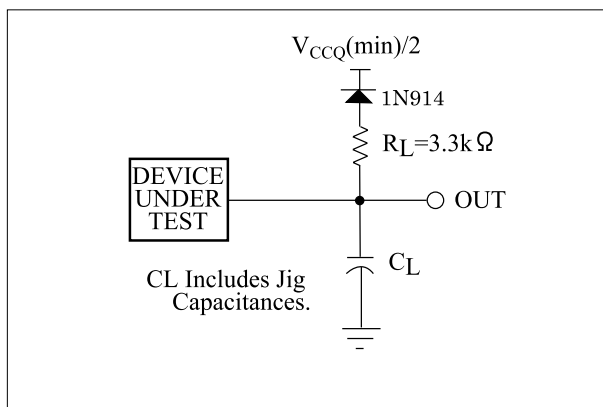 VCCQ(min)/2
1N914
RL=3.3kΩ
DEVICE
UNDER
TEST
OUT
CL
CL Includes Jig
Capacitances.